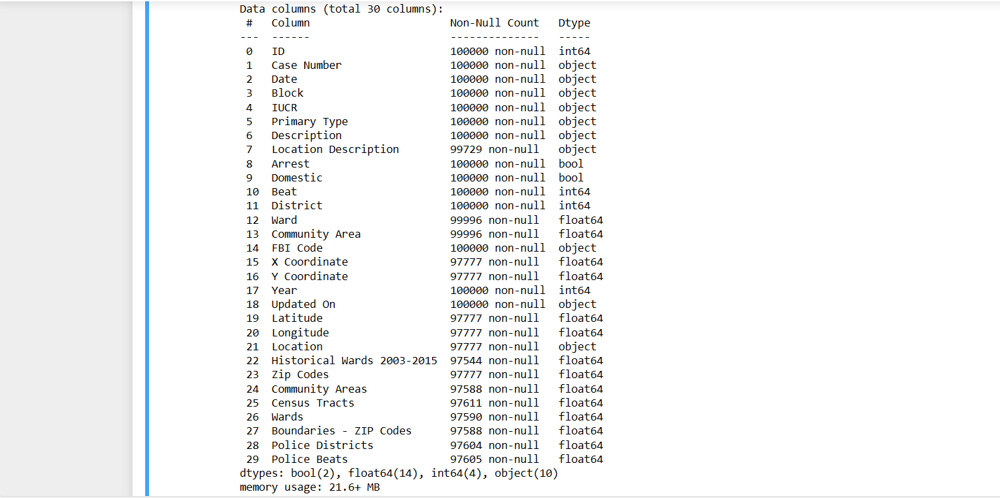 Data columns (total 30 columns):
 #   Column                      Non-Null Count   Dtype
---  ------                      --------------   -----
 0   ID                          100000 non-null  int64
 1   Case Number                 100000 non-null  object
 2   Date                        100000 non-null  object
 3   Block                       100000 non-null  object
 4   IUCR                        100000 non-null  object
 5   Primary Type                100000 non-null  object
 6   Description                 100000 non-null  object
 7   Location Description        99729 non-null   object
 8   Arrest                      100000 non-null  bool
 9   Domestic                    100000 non-null  bool
 10  Beat                        100000 non-null  int64
 11  District                    100000 non-null  int64
 12  Ward                        99996 non-null   float64
 13  Community Area              99996 non-null   float64
 14  FBI Code                    100000 non-null  object
 15  X Coordinate                97777 non-null   float64
 16  Y Coordinate                97777 non-null   float64
 17  Year                        100000 non-null  int64
 18  Updated On                  100000 non-null  object
 19  Latitude                    97777 non-null   float64
 20  Longitude                   97777 non-null   float64
 21  Location                    97777 non-null   object
 22  Historical Wards 2003-2015  97544 non-null   float64
 23  Zip Codes                   97777 non-null   float64
 24  Community Areas             97588 non-null   float64
 25  Census Tracts               97611 non-null   float64
 26  Wards                       97590 non-null   float64
 27  Boundaries - ZIP Codes      97588 non-null   float64
 28  Police Districts            97604 non-null   float64
 29  Police Beats                97605 non-null   float64
dtypes: bool(2), float64(14), int64(4), object(10)
memory usage: 21.6+ MB